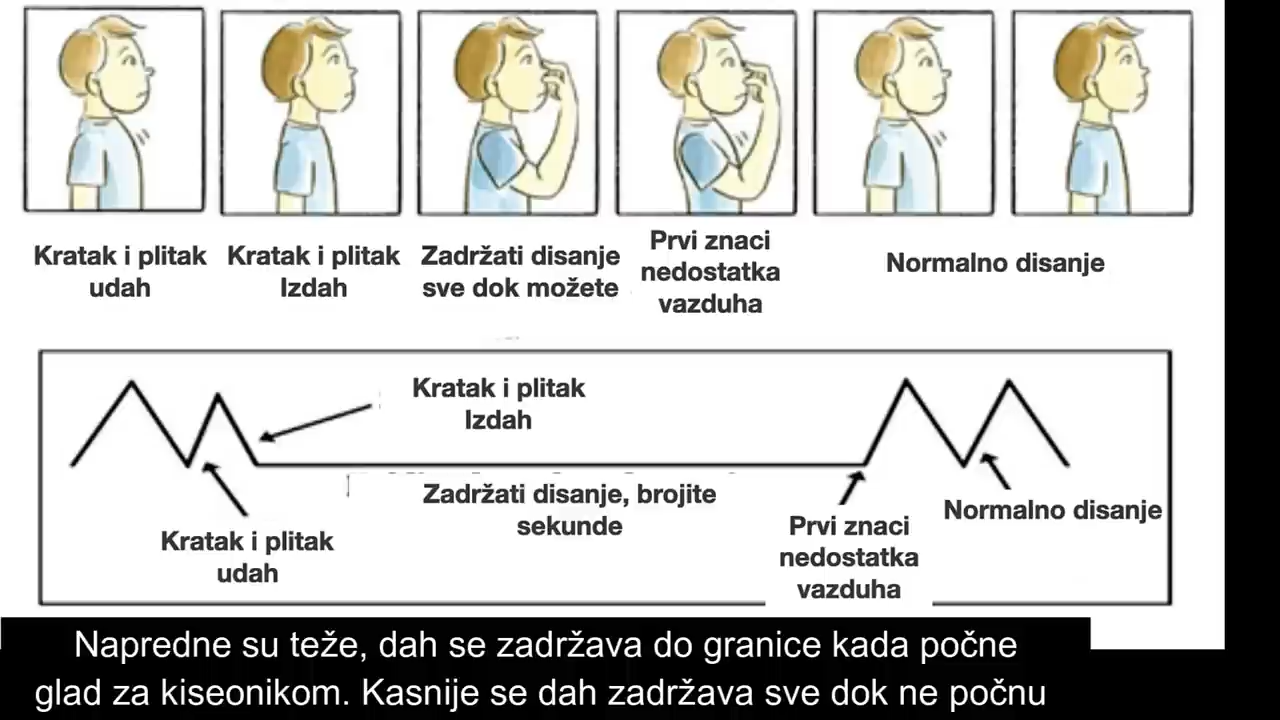 Kratak i plitak
udah
Kratak i plitak
Izdah
Zadržati disanje
sve dok možete
Prvi znaci
nedostatka
vazduha
Normalno disanje
Kratak i plitak
Izdah
Zadržati disanje, brojite
sekunde
Kratak i plitak
udah
Prvi znaci
nedostatka
vazduha
Normalno disanje
Napredne su teže, dah se zadržava do granice kada počne
glad za kiseonikom. Kasnije se dah zadržava sve dok ne počnu